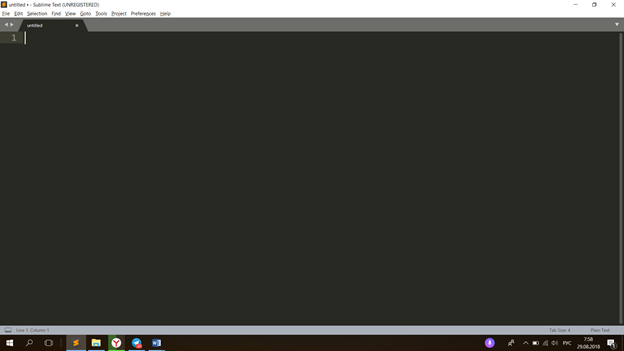 untitled • - Sublime Text (UNREGISTERED)
File Edit Selection Find View Goto Tools Project Preferences Help
untitled
1
Line 1, Column 1
Tab Size: 4
Plain Text
РУС
7:58
29.08.2018